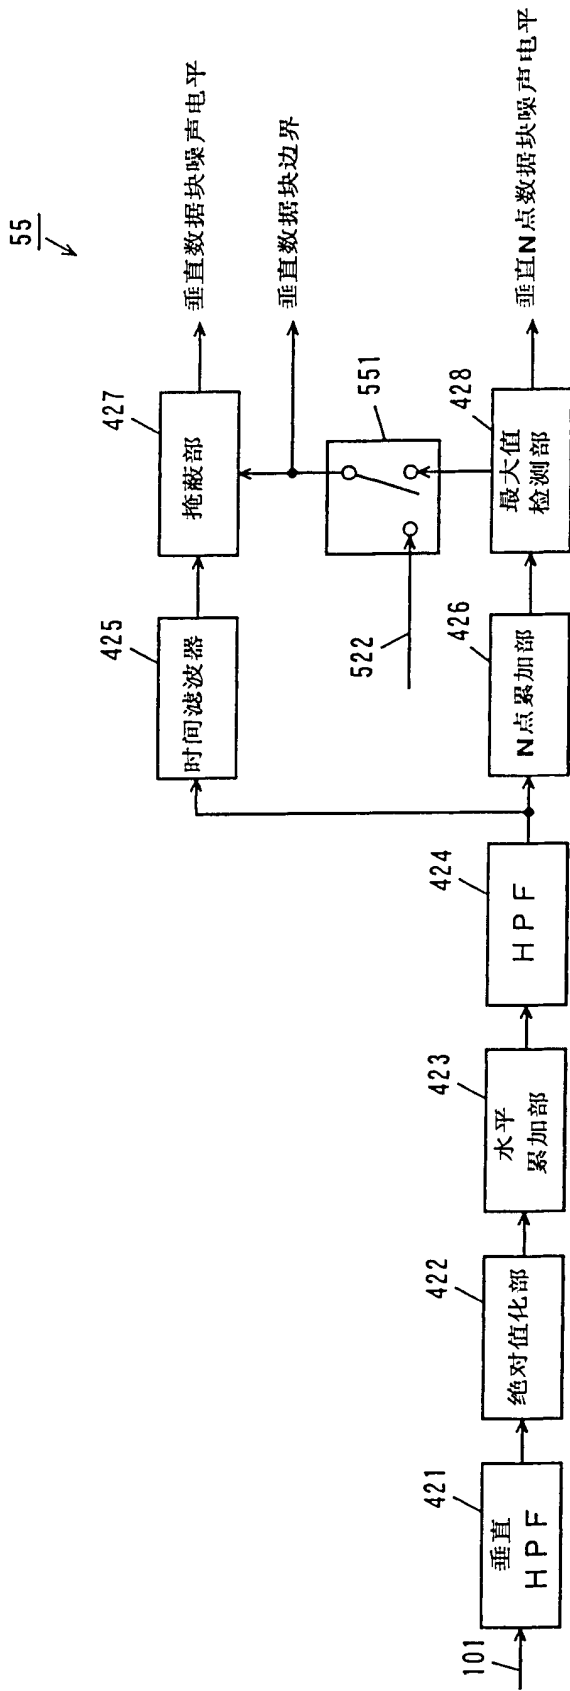 55
101
421
垂直
HPF
422
绝对值化部
423
水平
累加部
424
HPF
425
时间滤波器
427
掩蔽部
垂直数据块噪声电平
垂直数据块边界
551
522
426
N点累加部
428
最大值
检测部
垂直N点数据块噪声电平